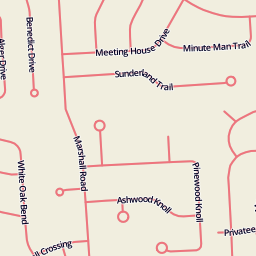 Benedict Drive
Meeting House Drive
Minute Man Trail
Drive
Sunderland Trail
Marshall Road
White Oak Bend
Pinewood Knoll
Ashwood Knoll
Crossing